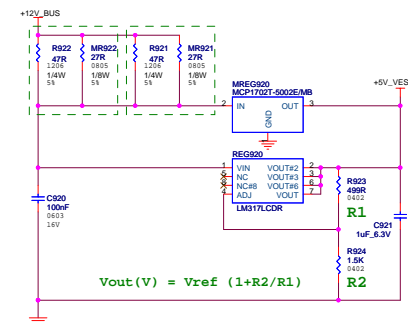 +12V_BUS
R922
47R
1206
1/4W
5%
MR922
27R
0805
1/8W
5%
R921
47R
1206
1/4W
5%
MR921
27R
0805
1/8W
5%
MREG920
MCP1702T-5002E/MB
2 IN OUT 3
GND
+5V_VES
REG920
1 VIN VOUT#2 2
NC VOUT#3 3
NC#8 VOUT#6 6
ADJ VOUT 7
LM317LCDR
R923
499R
0402
R1
C920
100nF
0603
16V
C921
1uF_6.3V
R924
1.5K
0402
R2
Vout(V) = Vref (1+R2/R1)